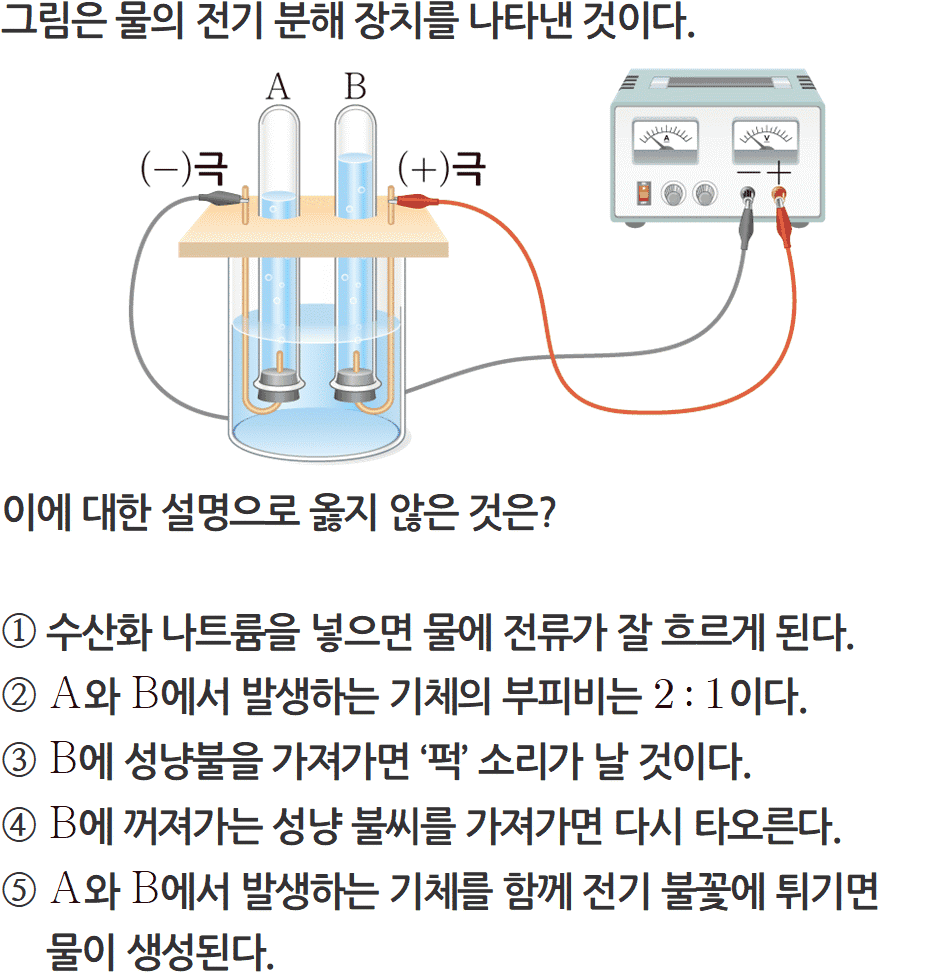 그림은 물의 전기 분해 장치를 나타낸 것이다.
A B
(−)극 (+)극
A V
− +
이에 대한 설명으로 옳지 않은 것은?
① 수산화 나트륨을 넣으면 물에 전류가 잘 흐르게 된다.
② A와 B에서 발생하는 기체의 부피비는 2 : 1이다.
③ B에 성냥불을 가져가면 ‘퍽’ 소리가 날 것이다.
④ B에 꺼져가는 성냥 불씨를 가져가면 다시 타오른다.
⑤ A와 B에서 발생하는 기체를 함께 전기 불꽃에 튀기면
물이 생성된다.